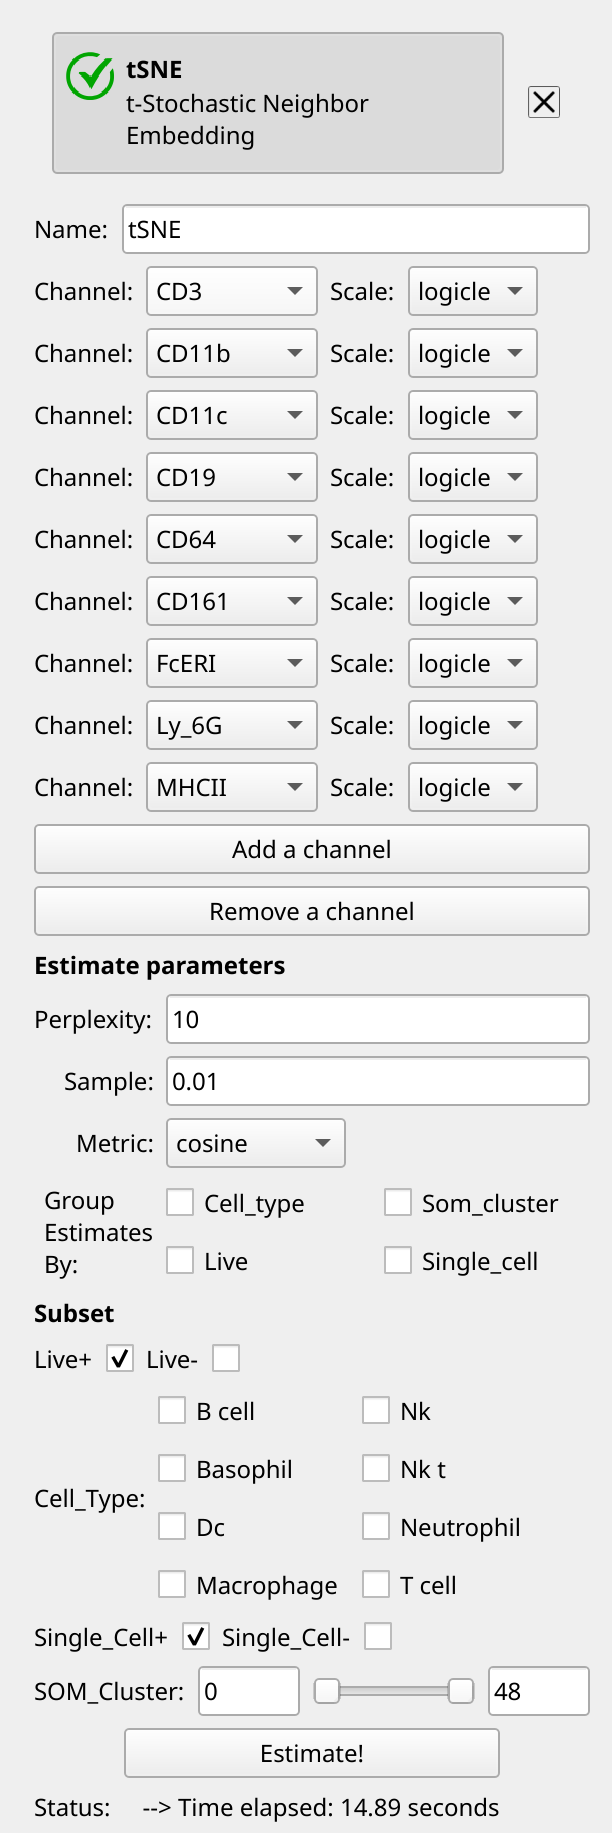 tSNE
t-Stochastic Neighbor
Embedding
Name: tSNE
Channel: CD3 Scale: logicle
Channel: CD11b Scale: logicle
Channel: CD11c Scale: logicle
Channel: CD19 Scale: logicle
Channel: CD64 Scale: logicle
Channel: CD161 Scale: logicle
Channel: FcERI Scale: logicle
Channel: Ly_6G Scale: logicle
Channel: MHCII Scale: logicle
Add a channel
Remove a channel
Estimate parameters
Perplexity: 10
Sample: 0.01
Metric: cosine
Group
Estimates
By:
Cell_type Som_cluster
Live Single_cell
Subset
Live+ Live-
Cell_Type:
B cell Nk
Basophil Nk t
Dc Neutrophil
Macrophage T cell
Single_Cell+ Single_Cell-
SOM_Cluster: 0 48
Estimate!
Status: --> Time elapsed: 14.89 seconds